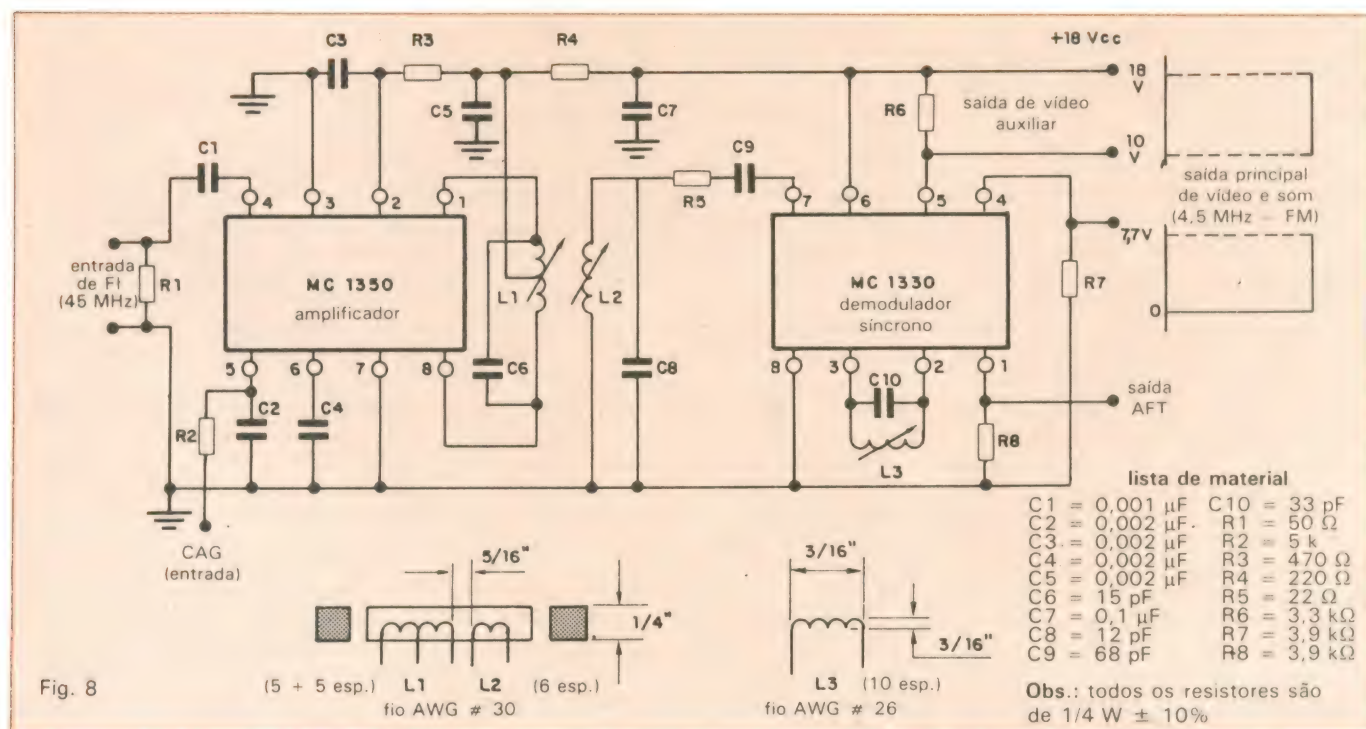 C3 R3 R4 +18 Vcc
18 V
C5 C7 R6 saída de vídeo auxiliar
10 V
C1 C9
R5
saída principal de vídeo e som (4,5 MHz – FM)
4 3 2 1
7 6 5 4
7,7V
entrada de FI (45 MHz)
R1
MC 1350
amplificador
L1 L2
MC 1330
demodulador síncrono
R7
0
5 6 7 8
C6 C8
8 3 2 1
C10
saída AFT
R2 C2 C4
L3
R8
CAG (entrada)
5/16"
1/4"
(5 + 5 esp.) L1 L2 (6 esp.)
fio AWG # 30
3/16"
3/16"
L3 (10 esp.)
fio AWG # 26
lista de material
C1 = 0,001 µF C10 = 33 pF
C2 = 0,002 µF. R1 = 50 Ω
C3 = 0,002 µF R2 = 5 k
C4 = 0,002 µF R3 = 470 Ω
C5 = 0,002 µF R4 = 220 Ω
C6 = 15 pF R5 = 22 Ω
C7 = 0,1 µF R6 = 3,3 kΩ
C8 = 12 pF R7 = 3,9 kΩ
C9 = 68 pF R8 = 3,9 kΩ
Obs.: todos os resistores são
de 1/4 W ± 10%
Fig. 8